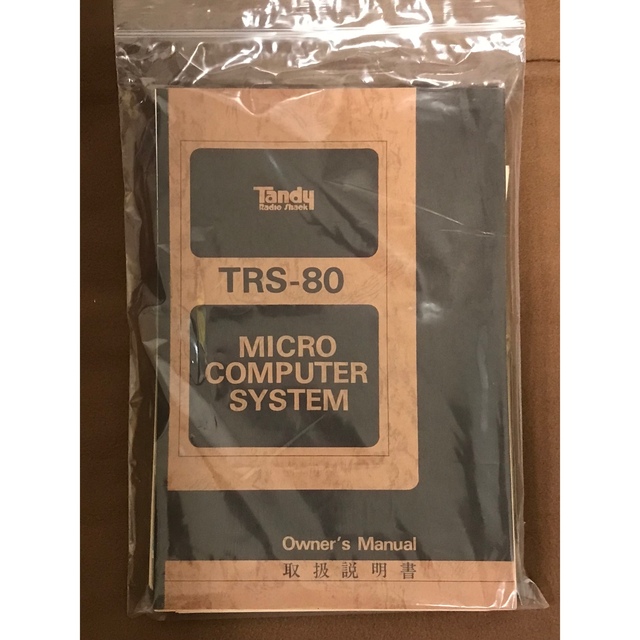 Tandy
Radio Shack
TRS-80
MICRO
COMPUTER
SYSTEM
Owner's Manual
取扱説明書